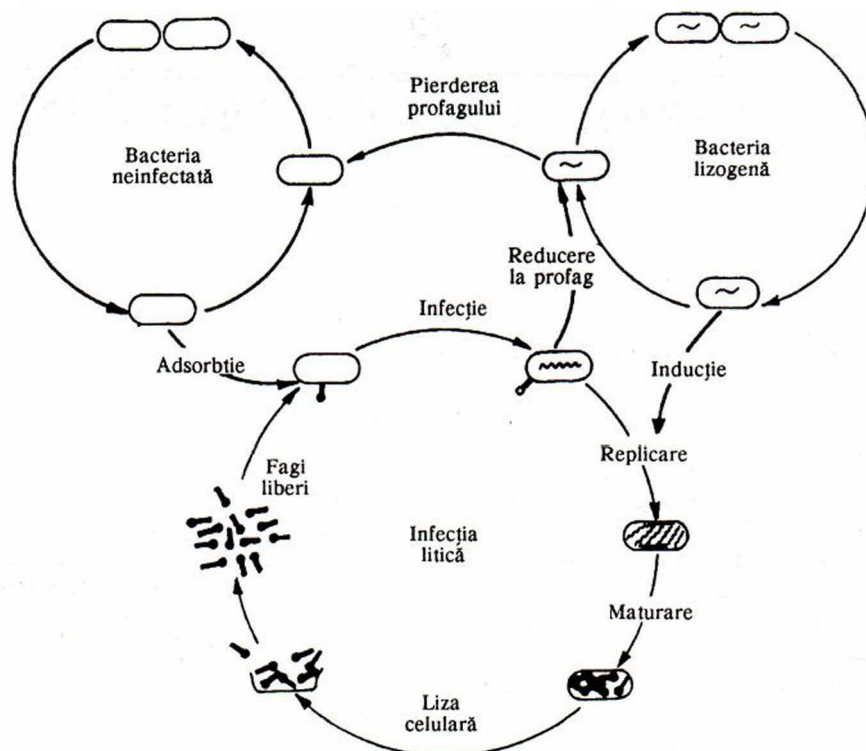 Pierderea
profagului
Bacteria
neinfectată
Bacteria
lizogenă
Reducere
la profag
Infecție
Adsorbție
Inducție
Replicare
Fagi
liberi
Infecția
litică
Maturare
Liza
celulară